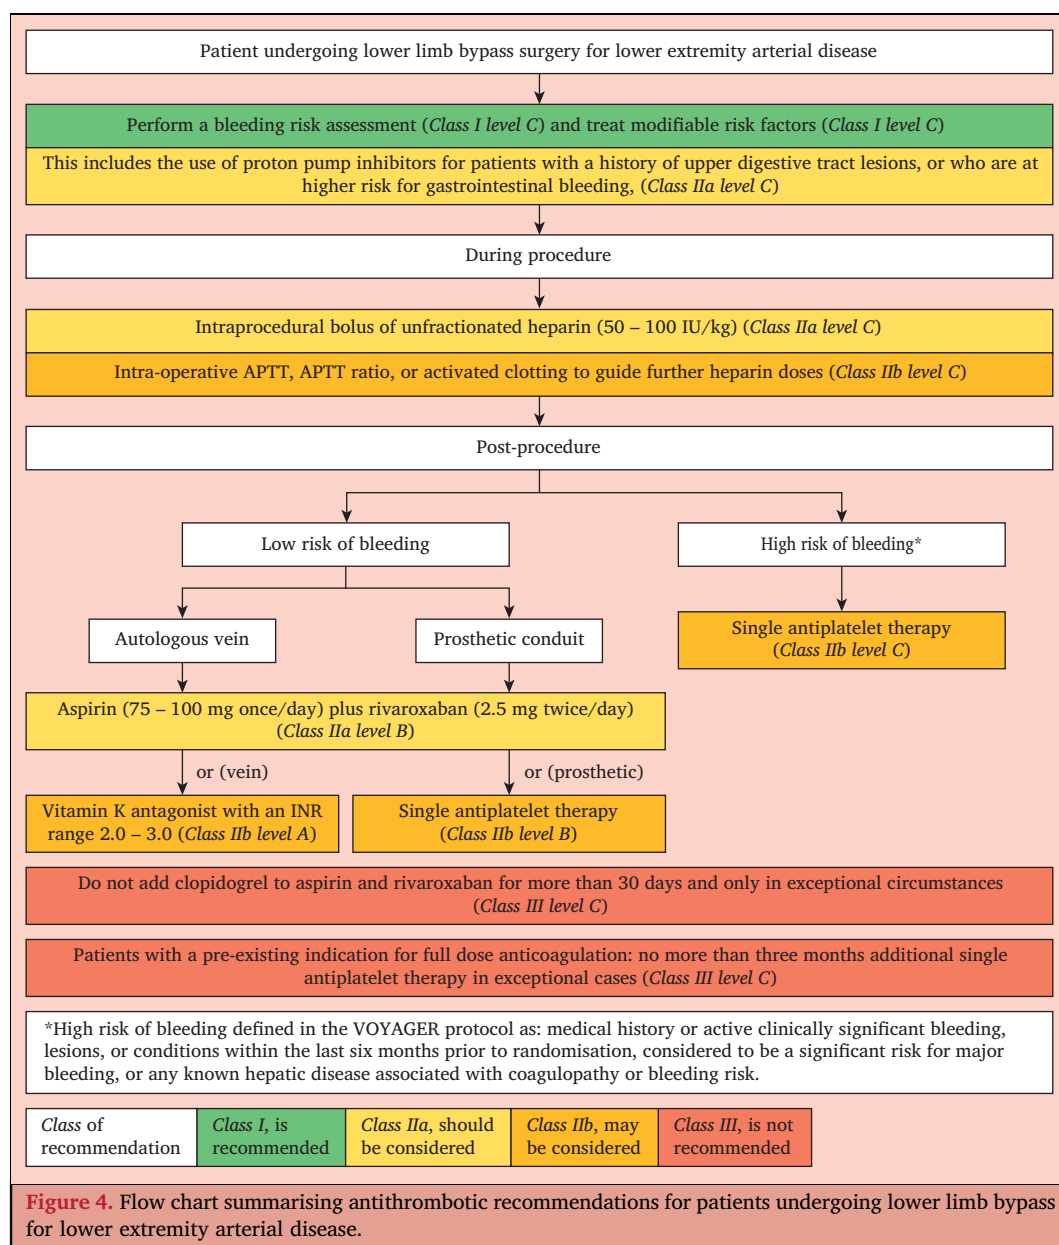 Patient undergoing lower limb bypass surgery for lower extremity arterial disease
Perform a bleeding risk assessment (Class I level C) and treat modifiable risk factors (Class I level C)
This includes the use of proton pump inhibitors for patients with a history of upper digestive tract lesions, or who are at
higher risk for gastrointestinal bleeding, (Class IIa level C)
During procedure
Intraprocedural bolus of unfractionated heparin (50 – 100 IU/kg) (Class IIa level C)
Intra-operative APTT, APTT ratio, or activated clotting to guide further heparin doses (Class IIb level C)
Post-procedure
Low risk of bleeding
High risk of bleeding*
Autologous vein
Prosthetic conduit
Single antiplatelet therapy
(Class IIb level C)
Aspirin (75 – 100 mg once/day) plus rivaroxaban (2.5 mg twice/day)
(Class IIa level B)
or (vein)
or (prosthetic)
Vitamin K antagonist with an INR
range 2.0 – 3.0 (Class IIb level A)
Single antiplatelet therapy
(Class IIb level B)
Do not add clopidogrel to aspirin and rivaroxaban for more than 30 days and only in exceptional circumstances
(Class III level C)
Patients with a pre-existing indication for full dose anticoagulation: no more than three months additional single
antiplatelet therapy in exceptional cases (Class III level C)
*High risk of bleeding defined in the VOYAGER protocol as: medical history or active clinically significant bleeding,
lesions, or conditions within the last six months prior to randomisation, considered to be a significant risk for major
bleeding, or any known hepatic disease associated with coagulopathy or bleeding risk.
Class of
recommendation
Class I, is
recommended
Class IIa, should
be considered
Class IIb, may
be considered
Class III, is not
recommended
Figure 4. Flow chart summarising antithrombotic recommendations for patients undergoing lower limb bypass
for lower extremity arterial disease.